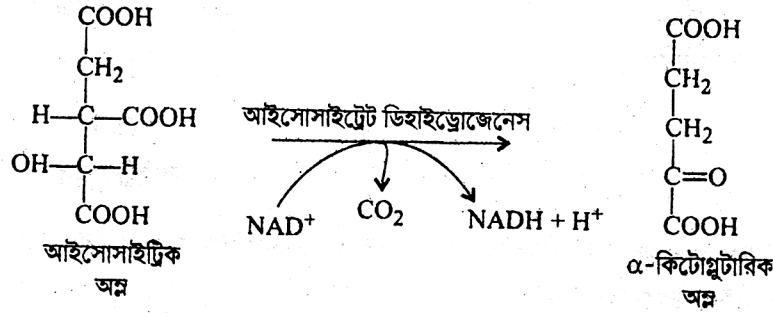 COOH
CH₂
H—C—COOH
OH—C—H
COOH
আইসোসাইট্রিক
অম্ল
আইসোসাইট্রেট ডিহাইড্রোজেনেস
NAD⁺
CO₂
NADH + H⁺
COOH
CH₂
CH₂
C=O
COOH
α-কিটোগ্লুটারিক
অম্ল